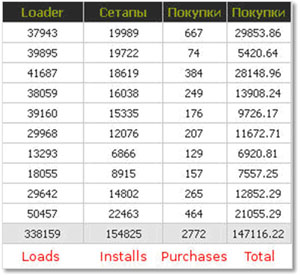 Loader Сетапы Покупки Покупки
37943 19989 667 29853.86
39895 19722 74 5420.64
41687 18619 384 28148.96
38059 16038 249 13908.24
39160 15335 176 9726.17
29968 12076 207 11672.71
13293 6866 129 6920.81
18055 8915 157 7557.25
29642 14802 265 12852.29
50457 22463 464 21055.29
338159 154825 2772 147116.22
Loads Installs Purchases Total